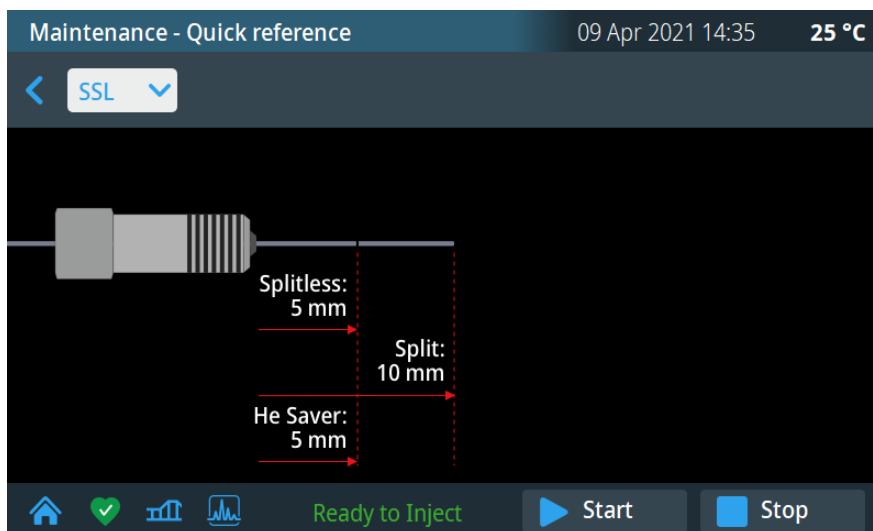 Maintenance - Quick reference 09 Apr 2021 14:35 25 °C
SSL
Splitless:
5 mm
Split:
10 mm
He Saver:
5 mm
Ready to Inject Start Stop